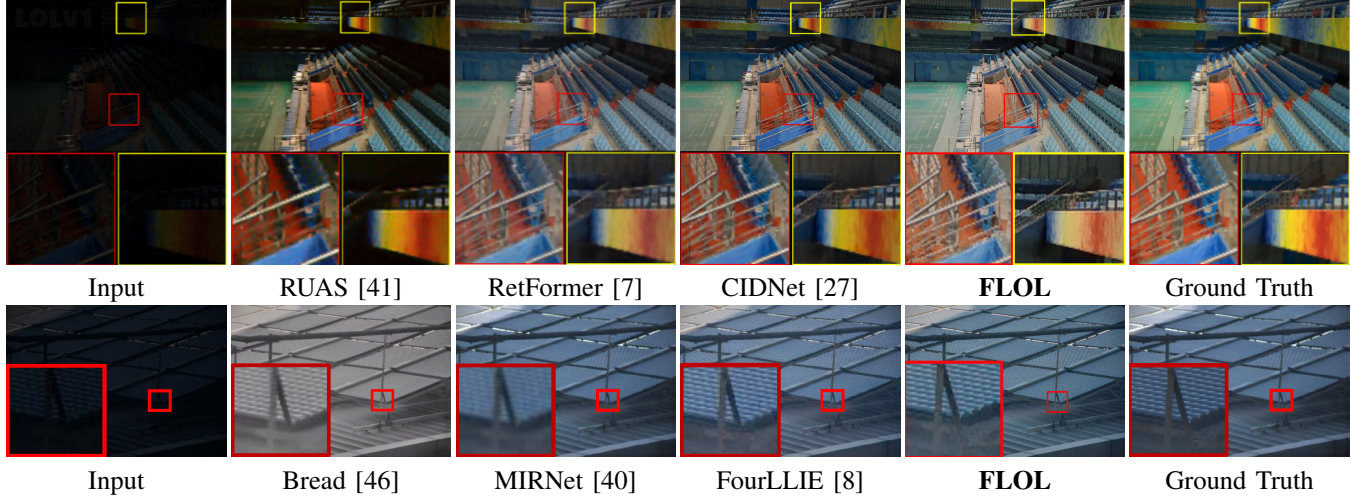 LOLv1
Input RUAS [41] RetFormer [7] CIDNet [27] FLOL Ground Truth
Input Bread [46] MIRNet [40] FourLLIE [8] FLOL Ground Truth